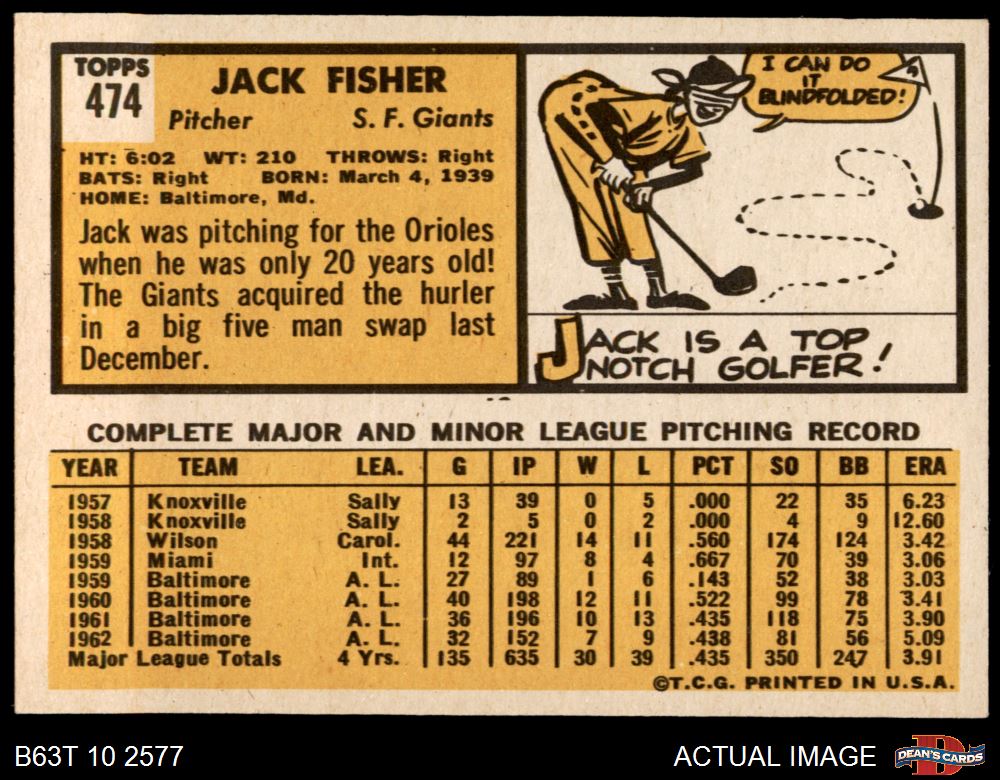 TOPPS
474
JACK FISHER
Pitcher S. F. Giants
HT: 6:02 WT: 210 THROWS: Right
BATS: Right BORN: March 4, 1939
HOME: Baltimore, Md.
Jack was pitching for the Orioles
when he was only 20 years old!
The Giants acquired the hurler
in a big five man swap last
December.
I CAN DO
IT
BLINDFOLDED!
JACK IS A TOP
NOTCH GOLFER!
COMPLETE MAJOR AND MINOR LEAGUE PITCHING RECORD
YEAR TEAM LEA. G IP W L PCT SO BB ERA
1957 Knoxville Sally 13 39 0 5 .000 22 35 6.23
1958 Knoxville Sally 2 5 0 2 .000 4 9 12.60
1958 Wilson Carol. 44 221 14 11 .560 174 124 3.42
1959 Miami Int. 12 97 8 4 .667 70 39 3.06
1959 Baltimore A. L. 27 89 1 6 .143 52 38 3.03
1960 Baltimore A. L. 40 198 12 11 .522 99 78 3.41
1961 Baltimore A. L. 36 196 10 13 .435 118 75 3.90
1962 Baltimore A. L. 32 152 7 9 .438 81 56 5.09
Major League Totals 4 Yrs. 135 635 30 39 .435 350 247 3.91
©T.C.G. PRINTED IN U.S.A.
B63T 10 2577 ACTUAL IMAGE DEAN'S CARDS